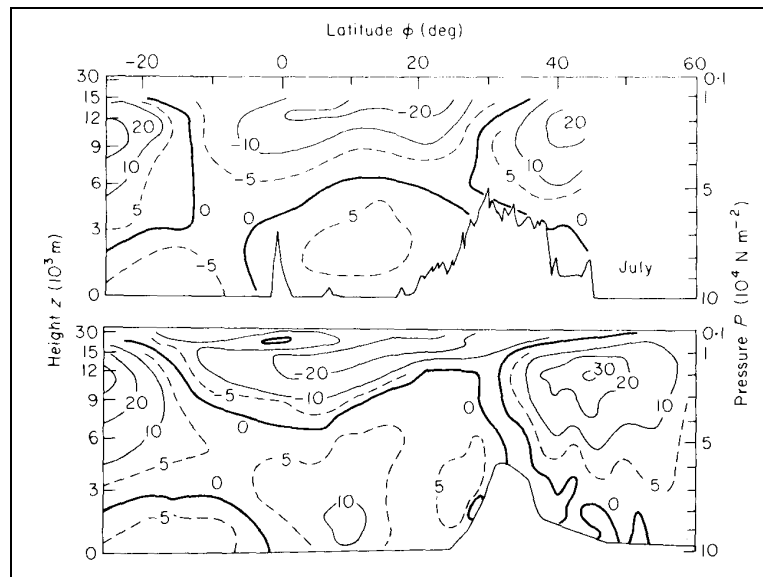 Latitude ϕ (deg)
-20 0 20 30 40 60
30 0·1
15 1
12 20 -10 -20 20
9 10 10
6 5 -5 5 5
0 0 0
3 5
-5 July
0 10
Height z (10³ m)
Pressure P (10⁴ N m⁻²)
30 0·1
15 1
12 -20 30 20
9 20 5 10 10
6 10 0 0
5 5 5 5
3 0 10 5 0
5
0 10